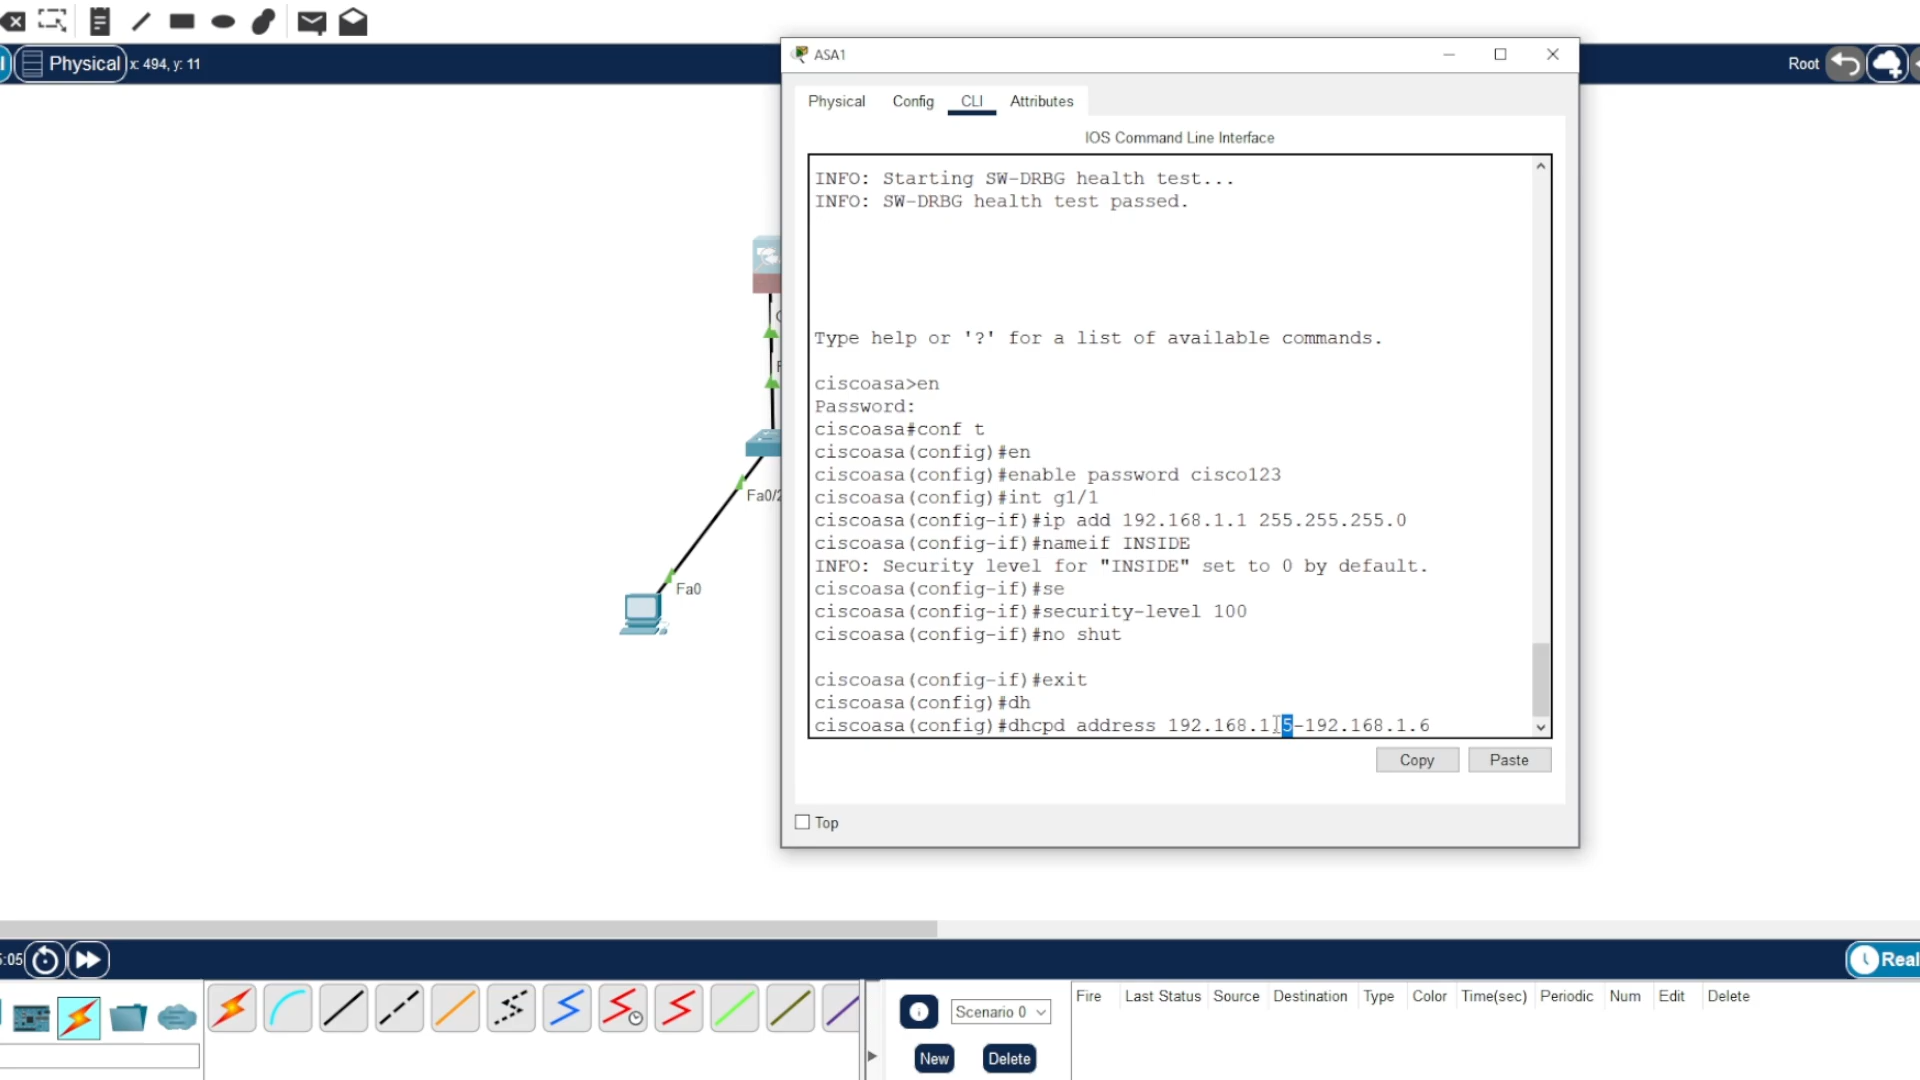 Physical x: 494, y: 11
Root
ASA1
Physical Config CLI Attributes
IOS Command Line Interface
INFO: Starting SW-DRBG health test...
INFO: SW-DRBG health test passed.
Type help or '?' for a list of available commands.
ciscoasa>en
Password:
ciscoasa#conf t
ciscoasa(config)#en
ciscoasa(config)#enable password cisco123
ciscoasa(config)#int g1/1
ciscoasa(config-if)#ip add 192.168.1.1 255.255.255.0
ciscoasa(config-if)#nameif INSIDE
INFO: Security level for "INSIDE" set to 0 by default.
ciscoasa(config-if)#se
ciscoasa(config-if)#security-level 100
ciscoasa(config-if)#no shut
ciscoasa(config-if)#exit
ciscoasa(config)#dh
ciscoasa(config)#dhcpd address 192.168.1.5-192.168.1.6
Copy Paste
Top
Fa0/2
Fa0
:05
Real
Scenario 0
New Delete
Fire Last Status Source Destination Type Color Time(sec) Periodic Num Edit Delete